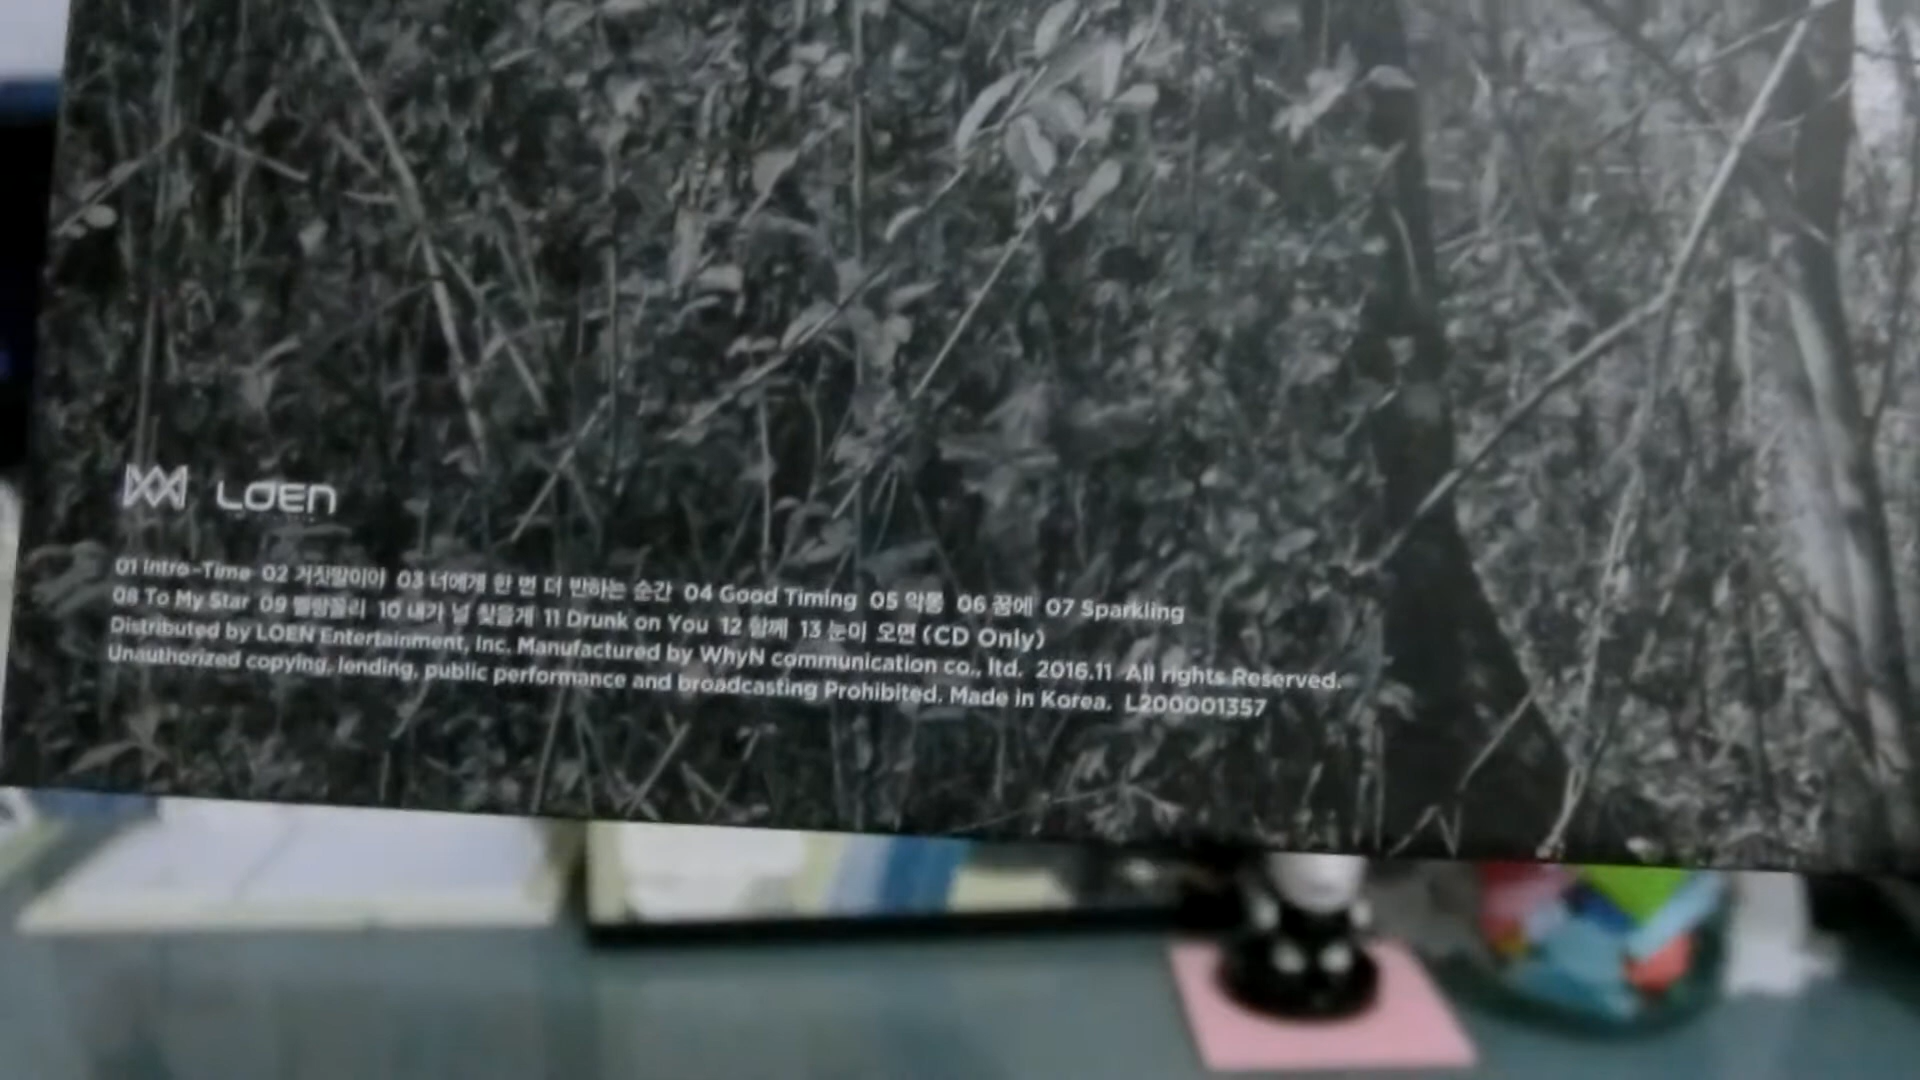 LOEN
01 Intro-Time 02 거짓말이야 03 너에게 한 번 더 반하는 순간 04 Good Timing 05 악몽 06 꿈에 07 Sparkling
08 To My Star 09 빨랑꼴리 10 내가 널 찾을게 11 Drunk on You 12 함께 13 눈이 오면 (CD Only)
Distributed by LOEN Entertainment, Inc. Manufactured by WhyN communication co., ltd. 2016.11 All rights Reserved.
Unauthorized copying, lending, public performance and broadcasting Prohibited. Made in Korea. L200001357